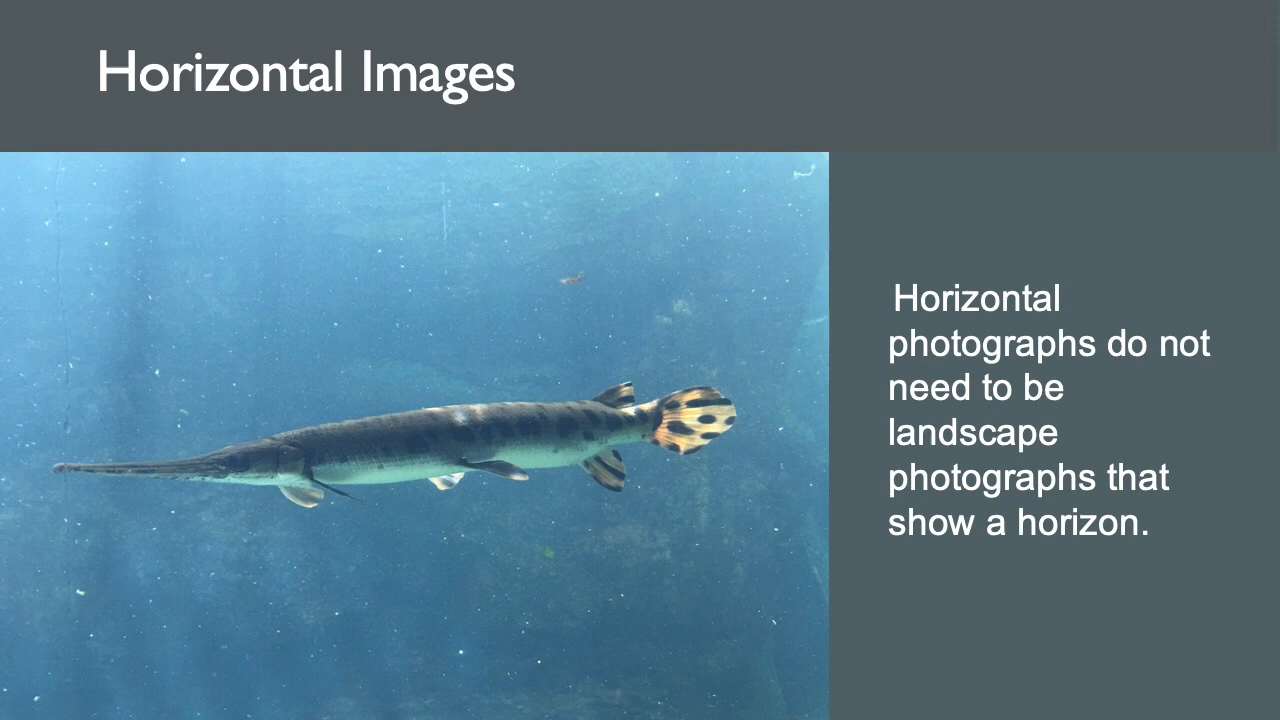 Horizontal Images
Horizontal
photographs do not
need to be
landscape
photographs that
show a horizon.